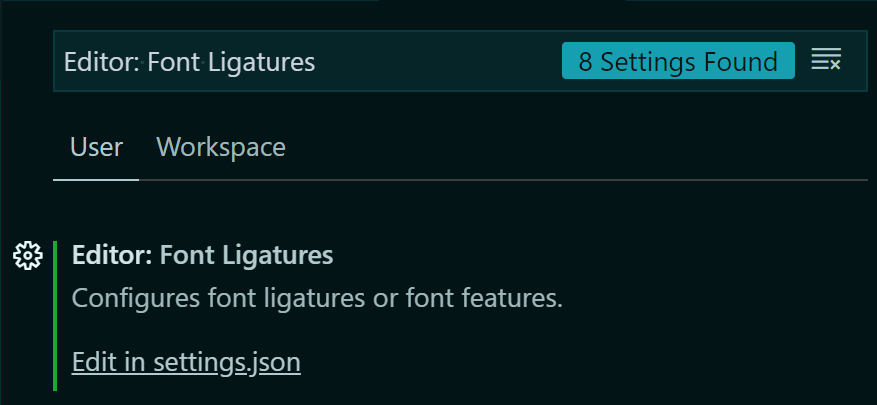 Editor: Font Ligatures
8 Settings Found
User
Workspace
Editor: Font Ligatures
Configures font ligatures or font features.
Edit in settings.json